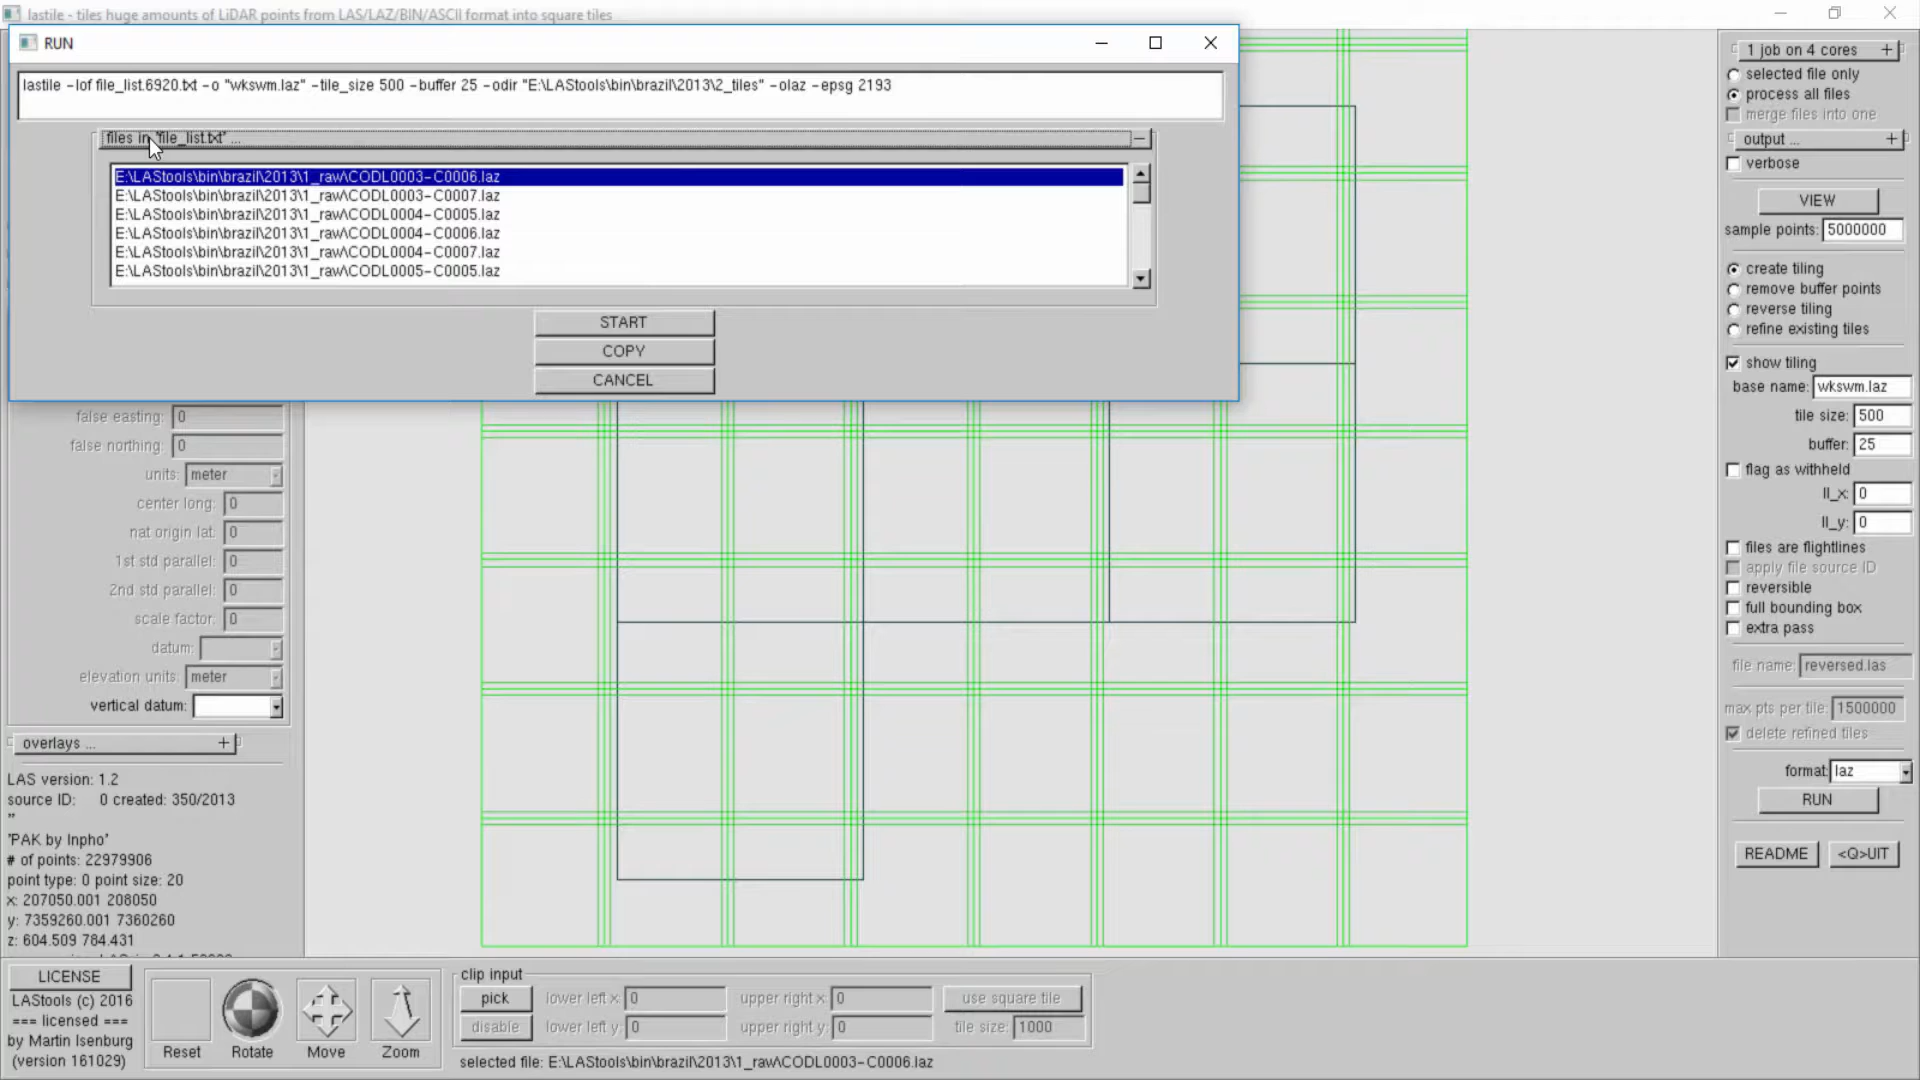 lastile - tiles huge amounts of LiDAR points from LAS/LAZ/BIN/ASCII format into square tiles
RUN
lastile -lof file_list.6920.txt -o "wkswm.laz" -tile_size 500 -buffer 25 -odir "E:\LAStools\bin\brazil\2013\2_tiles" -olaz -epsg 2193
files in 'file_list.txt' ...
E:\LAStools\bin\brazil\2013\1_raw\CODL0003-C0006.laz
E:\LAStools\bin\brazil\2013\1_raw\CODL0003-C0007.laz
E:\LAStools\bin\brazil\2013\1_raw\CODL0004-C0005.laz
E:\LAStools\bin\brazil\2013\1_raw\CODL0004-C0006.laz
E:\LAStools\bin\brazil\2013\1_raw\CODL0004-C0007.laz
E:\LAStools\bin\brazil\2013\1_raw\CODL0005-C0005.laz
START
COPY
CANCEL
false easting: 0
false northing: 0
units: meter
center long: 0
nat origin lat: 0
1st std parallel: 0
2nd std parallel: 0
scale factor: 0
datum:
elevation units: meter
vertical datum:
overlays ... +
LAS version: 1.2
source ID: 0 created: 350/2013
''
'PAK by Inpho'
# of points: 22979906
point type: 0 point size: 20
x: 207050.001 208050
y: 7359260.001 7360260
z: 604.509 784.431
LICENSE
LAStools (c) 2016
=== licensed ===
by Martin Isenburg
(version 161029)
Reset
Rotate
Move
Zoom
clip input
pick
lower left x: 0
upper right x: 0
use square tile
disable
lower left y: 0
upper right y: 0
tile size: 1000
selected file: E:\LAStools\bin\brazil\2013\1_raw\CODL0003-C0006.laz
1 job on 4 cores +
selected file only
process all files
merge files into one
output ... +
verbose
VIEW
sample points: 5000000
create tiling
remove buffer points
reverse tiling
refine existing tiles
show tiling
base name: wkswm.laz
tile size: 500
buffer: 25
flag as withheld
ll_x: 0
ll_y: 0
files are flightlines
apply file source ID
reversible
full bounding box
extra pass
file name: reversed.las
max pts per tile: 1500000
delete refined tiles
format: laz
RUN
README
<Q>UIT